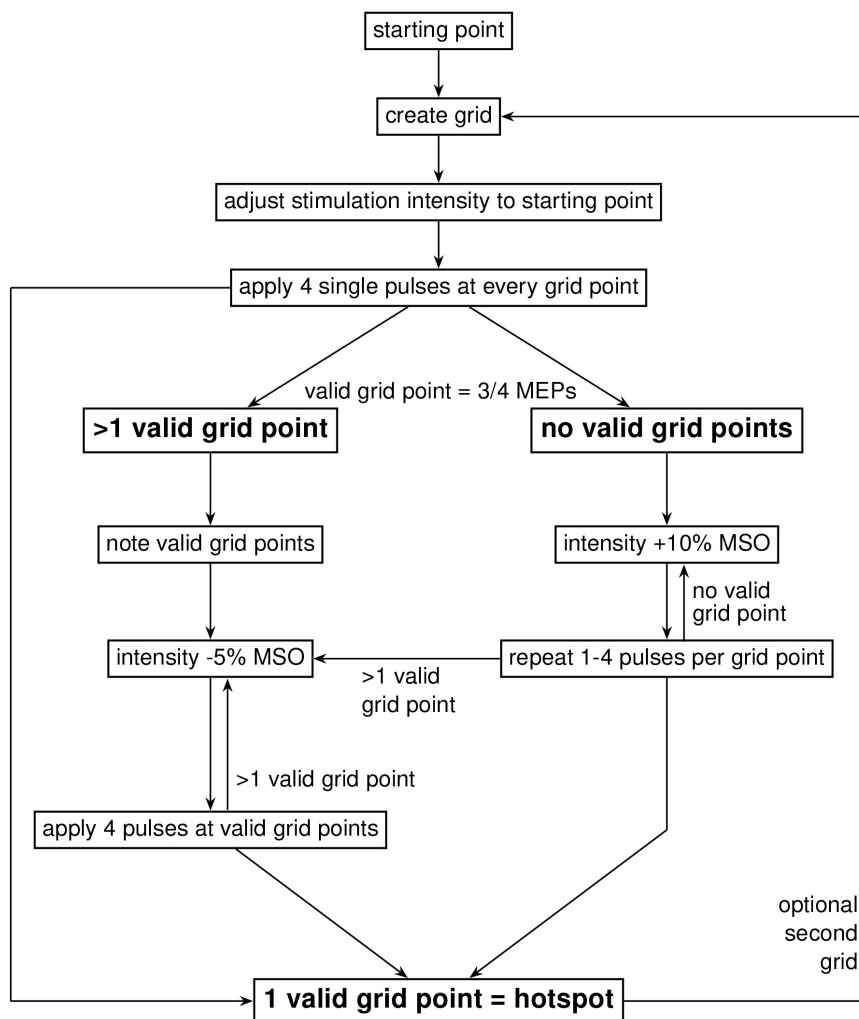 starting point
create grid
adjust stimulation intensity to starting point
apply 4 single pulses at every grid point
valid grid point = 3/4 MEPs
>1 valid grid point
no valid grid points
note valid grid points
intensity +10% MSO
no valid
grid point
intensity -5% MSO
repeat 1-4 pulses per grid point
>1 valid
grid point
>1 valid grid point
apply 4 pulses at valid grid points
optional
second
grid
1 valid grid point = hotspot